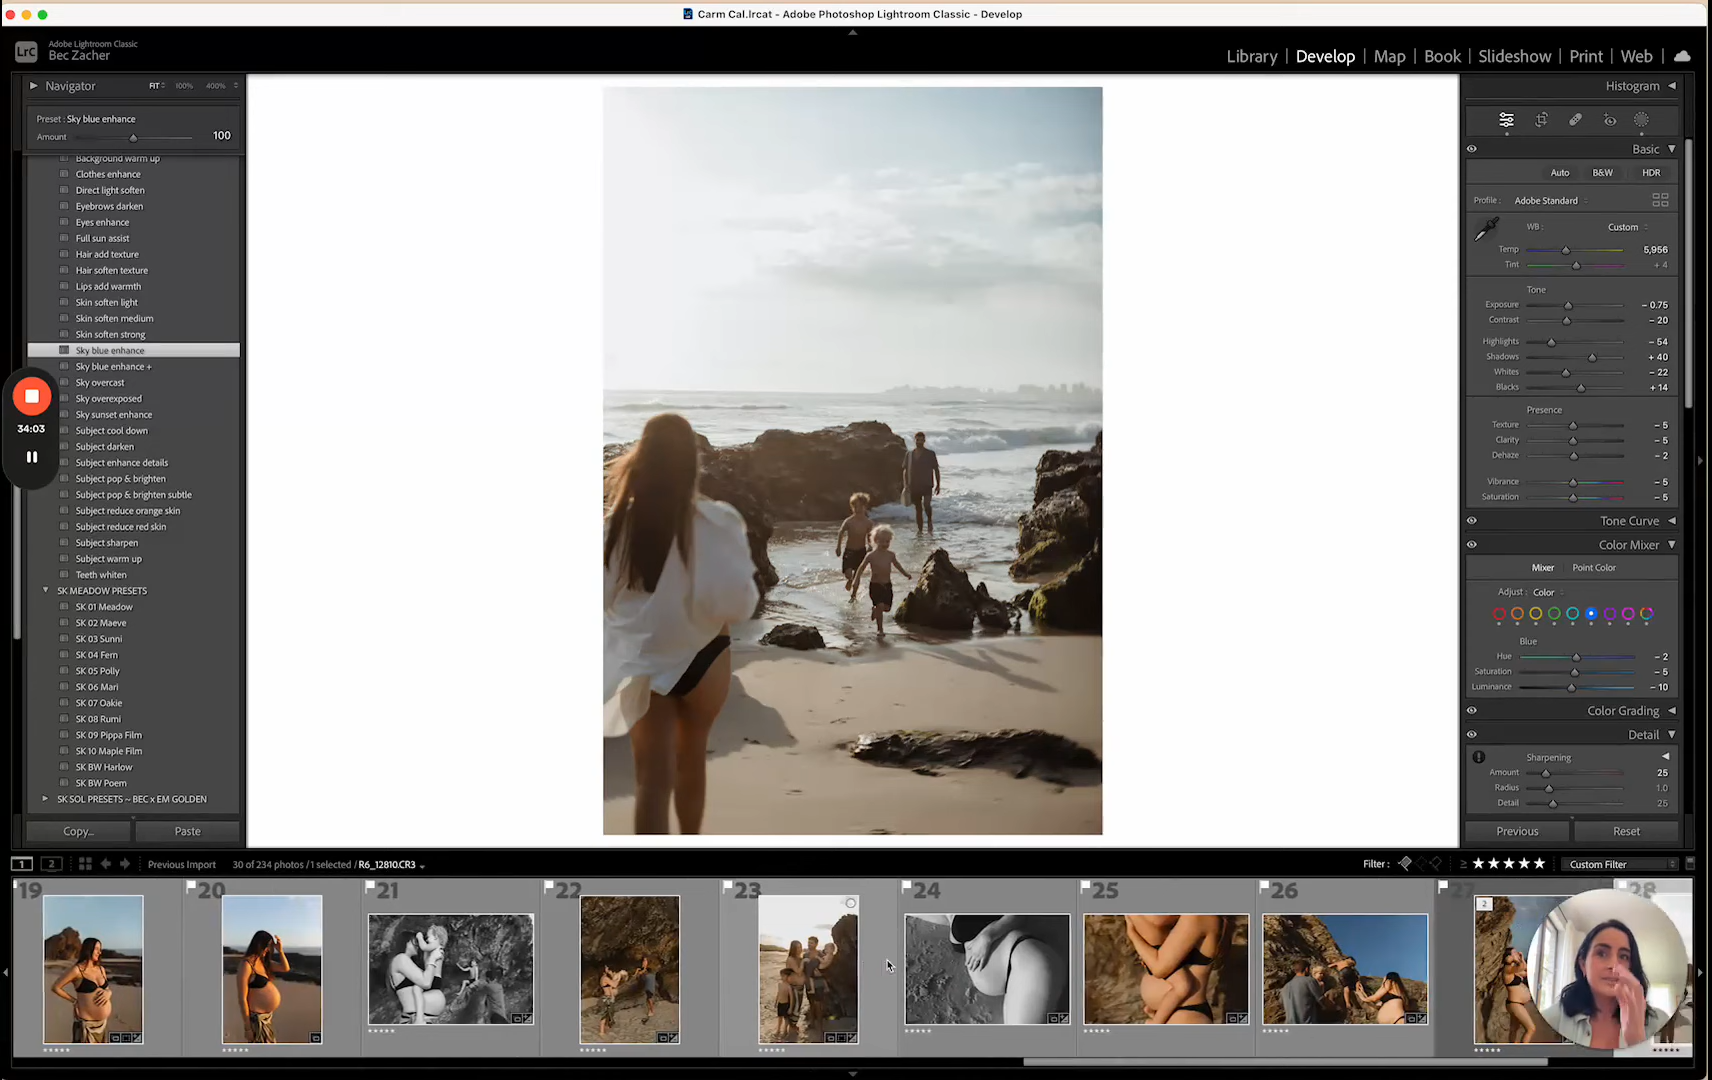 Carm Cal.lrcat - Adobe Photoshop Lightroom Classic - Develop
LrC
Adobe Lightroom Classic
Bec Zacher
Library | Develop | Map | Book | Slideshow | Print | Web
Navigator FIT 100% 400%
Preset : Sky blue enhance
Amount 100
Background warm up
Clothes enhance
Direct light soften
Eyebrows darken
Eyes enhance
Full sun assist
Hair add texture
Hair soften texture
Lips add warmth
Skin soften light
Skin soften medium
Skin soften strong
Sky blue enhance
Sky blue enhance +
Sky overcast
Sky overexposed
Sky sunset enhance
Subject cool down
Subject darken
Subject enhance details
Subject pop & brighten
Subject pop & brighten subtle
Subject reduce orange skin
Subject reduce red skin
Subject sharpen
Subject warm up
Teeth whiten
SK MEADOW PRESETS
SK 01 Meadow
SK 02 Maeve
SK 03 Sunni
SK 04 Fern
SK 05 Polly
SK 06 Mari
SK 07 Oakie
SK 08 Rumi
SK 09 Pippa Film
SK 10 Maple Film
SK BW Harlow
SK BW Poem
SK SOL PRESETS ~ BEC x EM GOLDEN
Copy... Paste
34:03
Histogram
Basic
Auto B&W HDR
Profile : Adobe Standard
WB : Custom
Temp 5,956
Tint + 4
Tone
Exposure - 0.75
Contrast - 20
Highlights - 54
Shadows + 40
Whites - 22
Blacks + 14
Presence
Texture - 5
Clarity - 5
Dehaze - 2
Vibrance - 5
Saturation - 5
Tone Curve
Color Mixer
Mixer Point Color
Adjust : Color
Blue
Hue - 2
Saturation - 5
Luminance - 10
Color Grading
Detail
Sharpening
Amount 25
Radius 1.0
Detail 25
Previous Reset
1 2 Previous Import 30 of 234 photos / 1 selected / R6_12810.CR3 Filter : ≥ ★★★★★ Custom Filter
19 20 21 22 23 24 25 26 27 28
2